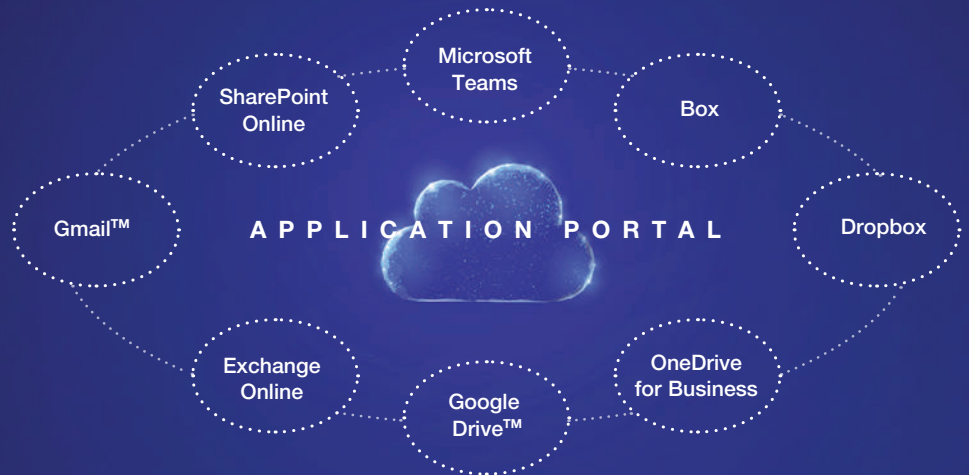 Microsoft
Teams
SharePoint
Online
Box
Gmail™
APPLICATION PORTAL
Dropbox
Exchange
Online
Google
Drive™
OneDrive
for Business